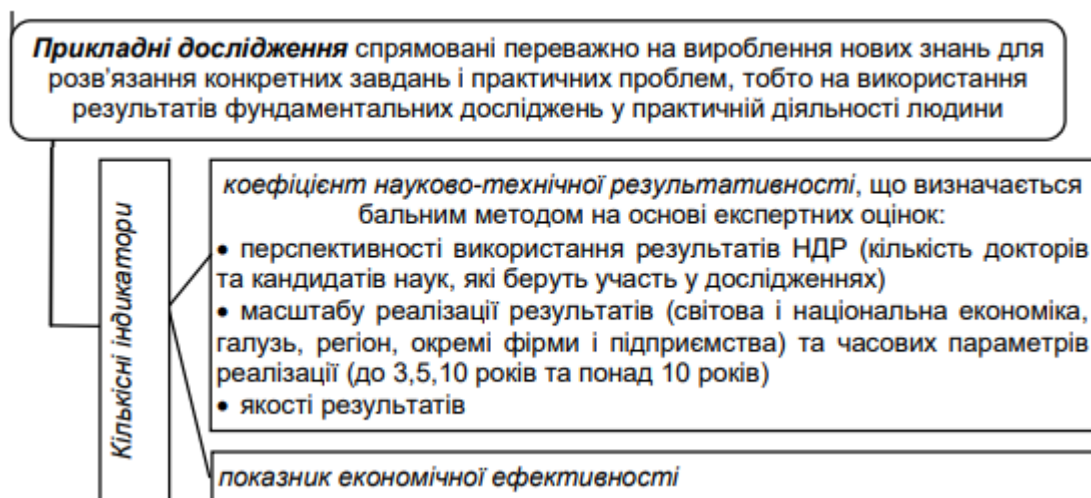 Прикладні дослідження спрямовані переважно на вироблення нових знань для
розв’язання конкретних завдань і практичних проблем, тобто на використання
результатів фундаментальних досліджень у практичній діяльності людини
Кількісні індикатори
коефіцієнт науково-технічної результативності, що визначається
бальним методом на основі експертних оцінок:
• перспективності використання результатів НДР (кількість докторів
та кандидатів наук, які беруть участь у дослідженнях)
• масштабу реалізації результатів (світова і національна економіка,
галузь, регіон, окремі фірми і підприємства) та часових параметрів
реалізації (до 3,5,10 років та понад 10 років)
• якості результатів
показник економічної ефективності